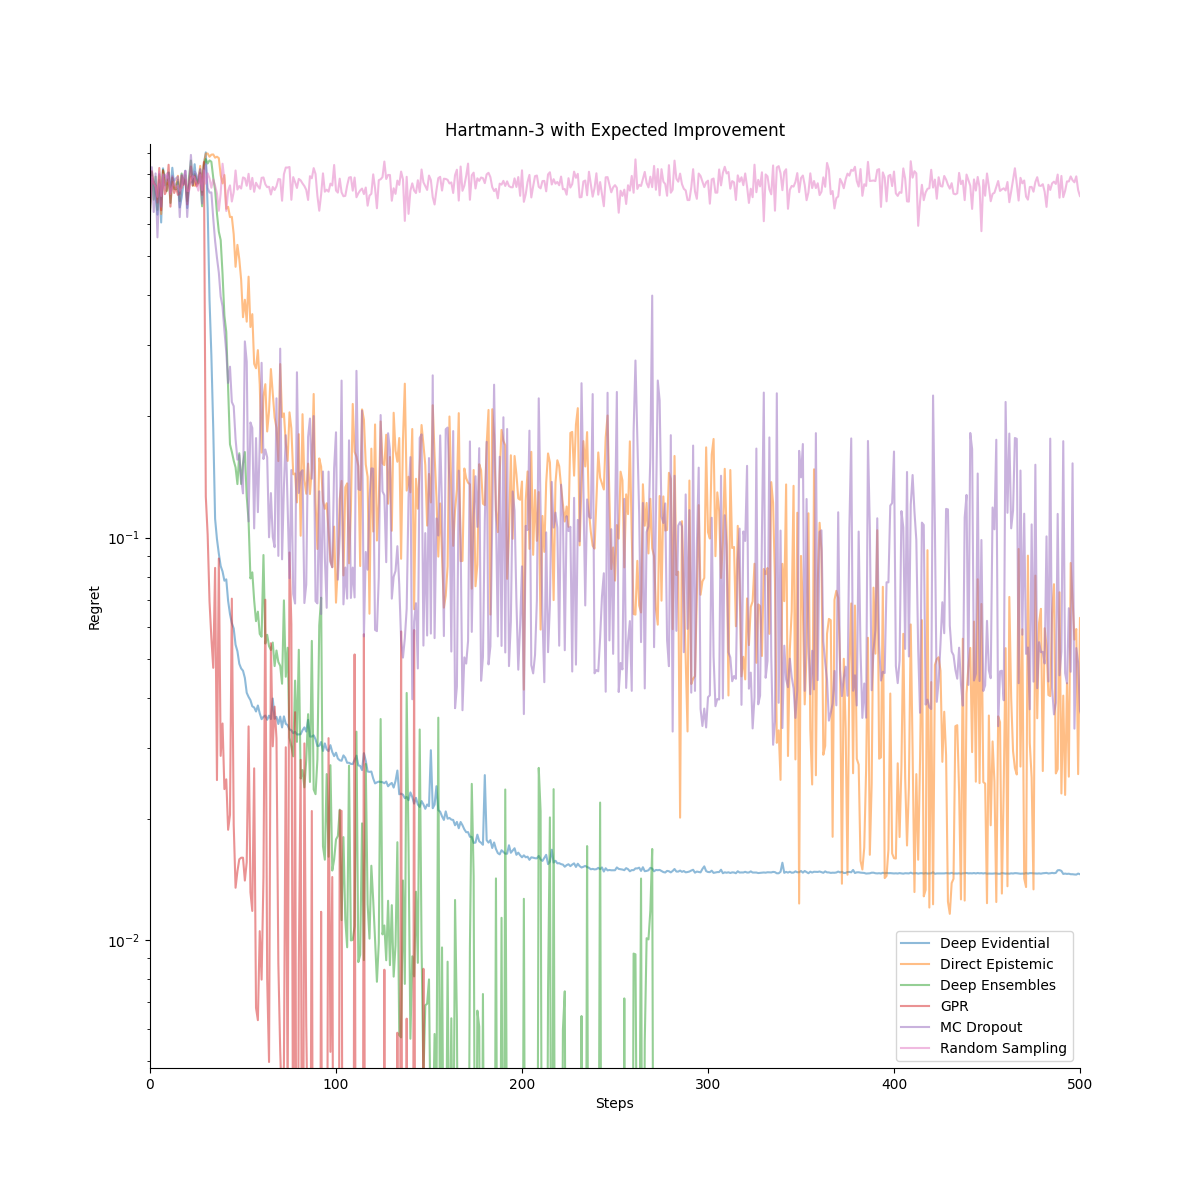 Hartmann-3 with Expected Improvement
Regret
10⁻¹
10⁻²
0 100 200 300 400 500
Steps
Deep Evidential
Direct Epistemic
Deep Ensembles
GPR
MC Dropout
Random Sampling